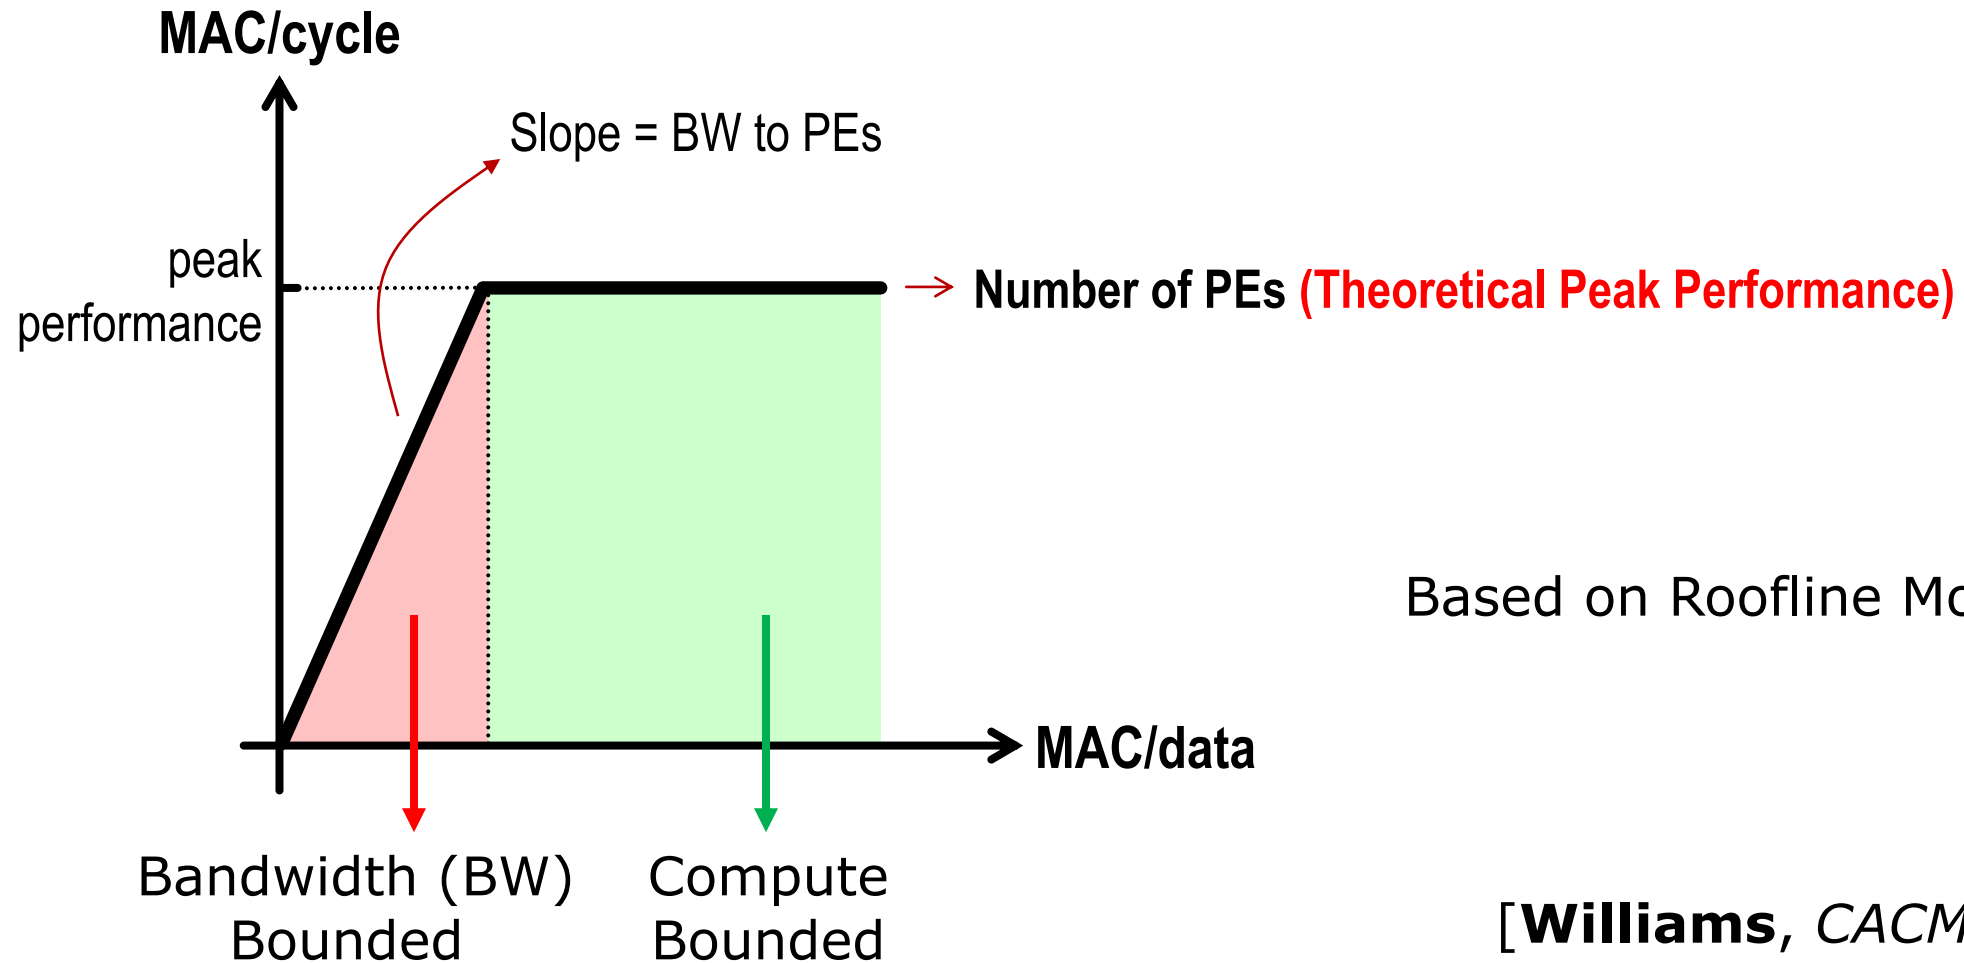 MAC/cycle
Slope = BW to PEs
peak
performance
Number of PEs (Theoretical Peak Performance)
Based on Roofline
MAC/data
Bandwidth (BW)
Bounded
Compute
Bounded
[Williams, CACM